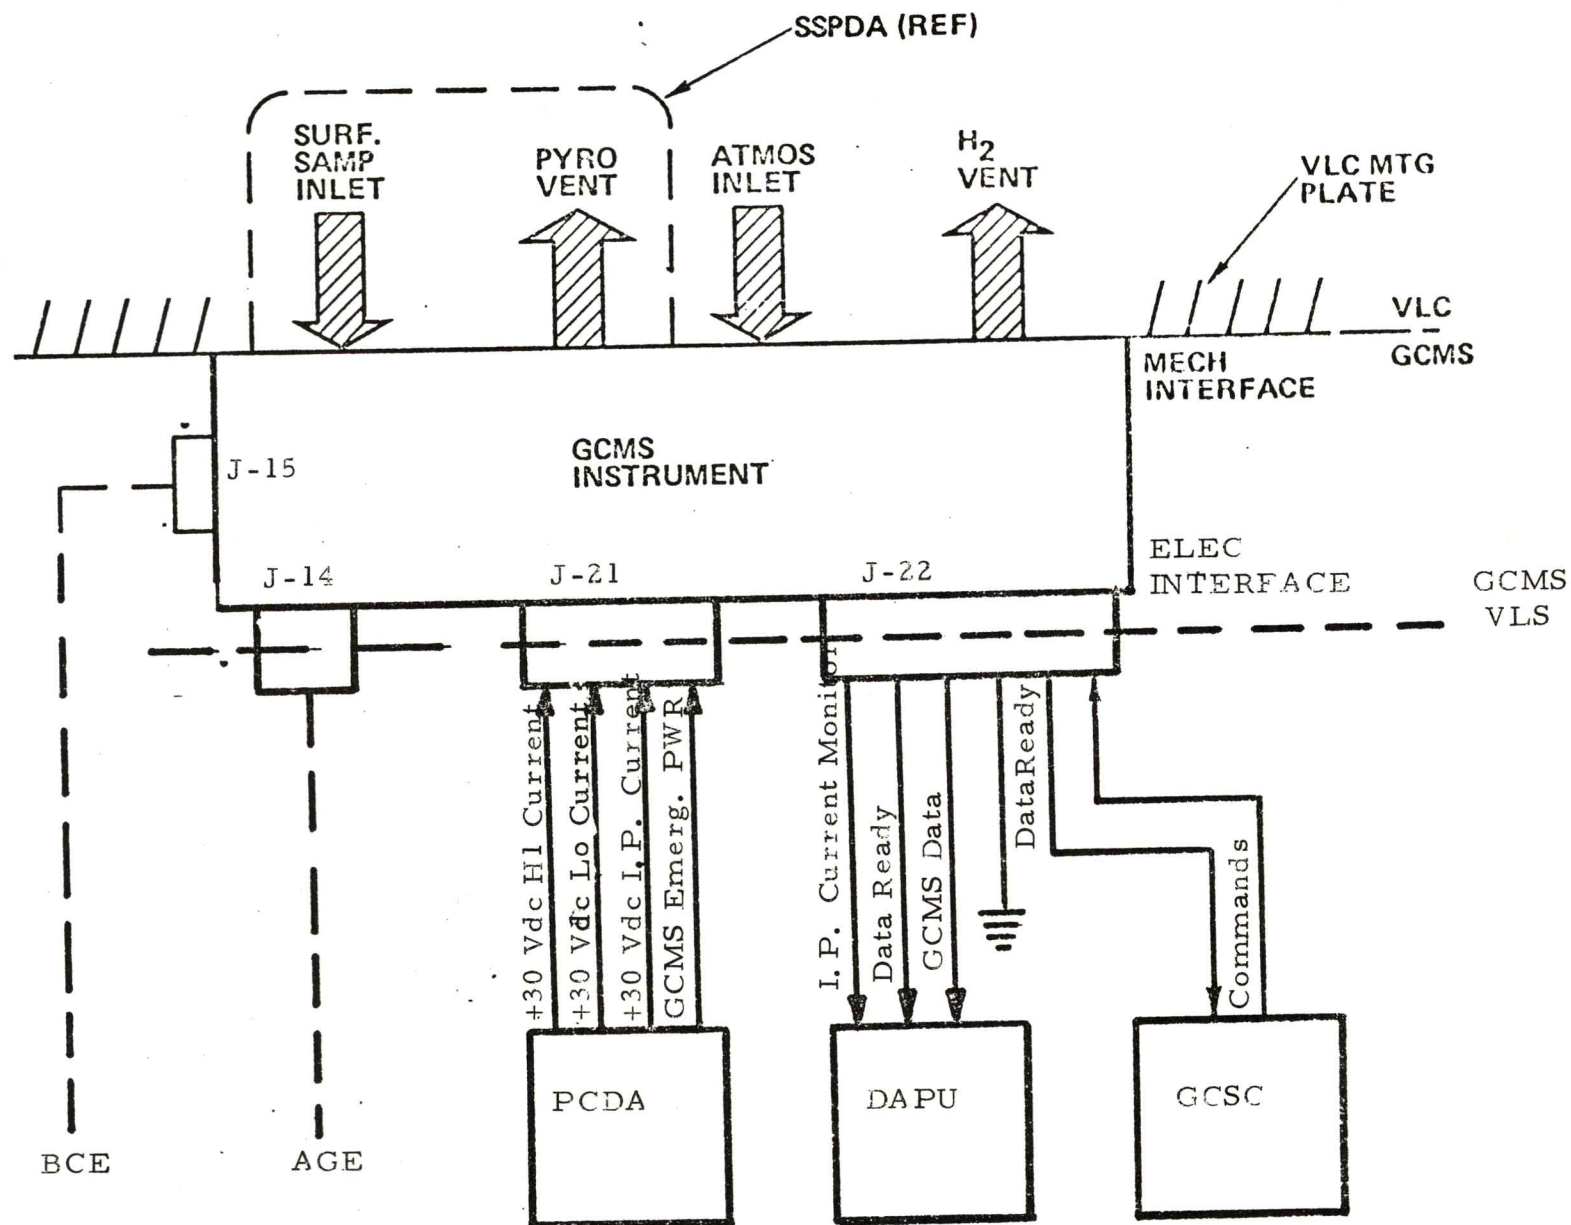 SSPDA (REF)
SURF.
SAMP
INLET
PYRO
VENT
ATMOS
INLET
H2
VENT
VLC MTG
PLATE
VLC
GCMS
MECH
INTERFACE
GCMS
INSTRUMENT
J-15
J-14
J-21
J-22
ELEC
INTERFACE
GCMS
VLS
+30 Vdc H1 Current
+30 Vdc Lo Current
+30 Vdc I.P. Current
GCMS Emerg. PWR
I.P. Current Monitor
Data Ready
GCMS Data
DataReady
Commands
PCDA
DAPU
GCSC
BCE
AGE